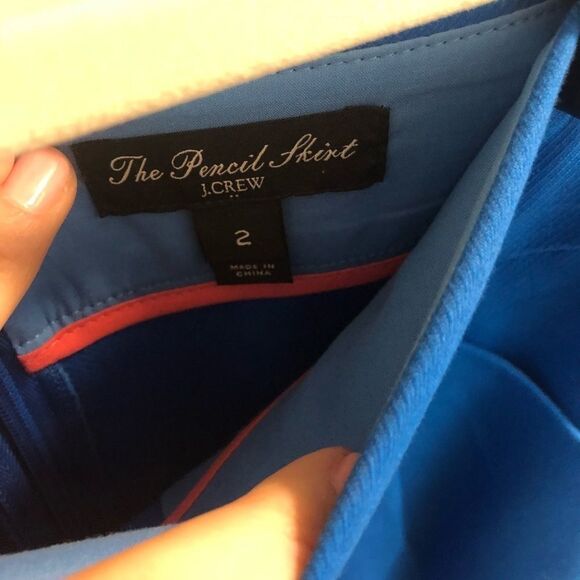 The Pencil Skirt
J.CREW
2
MADE IN
CHINA